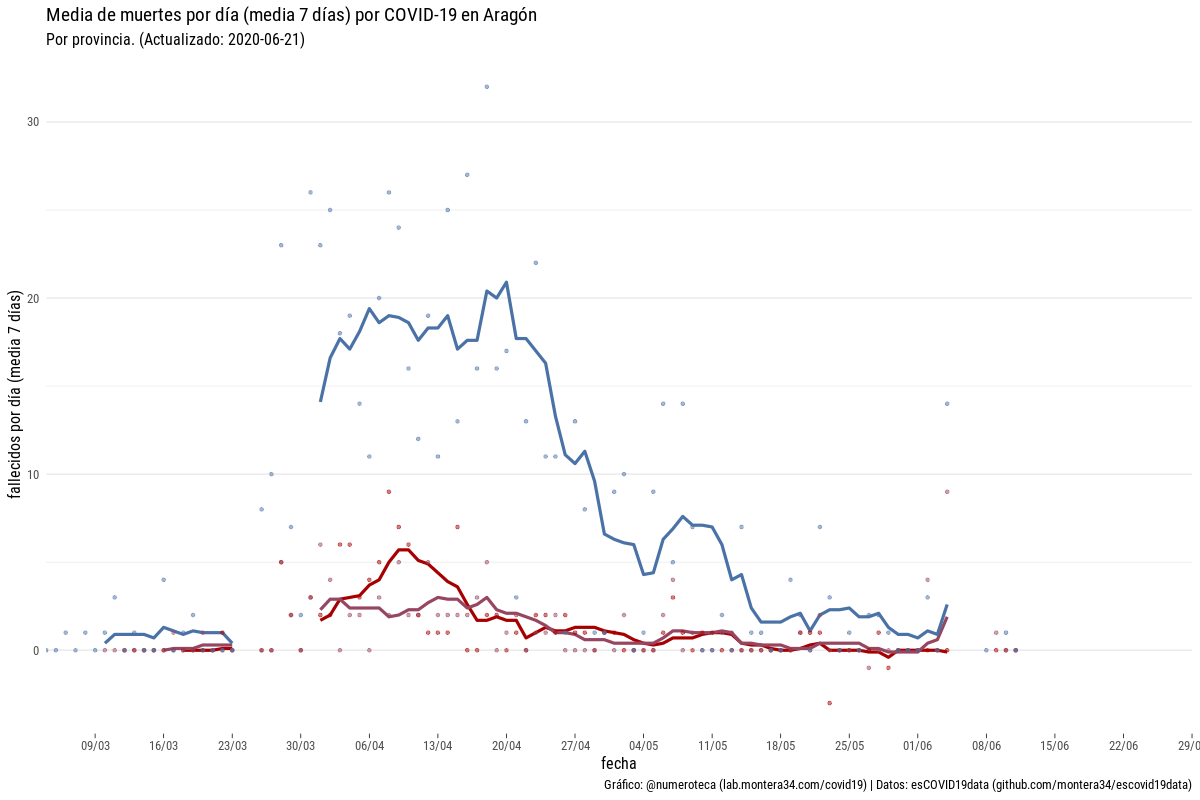 Media de muertes por día (media 7 días) por COVID-19 en Aragón
Por provincia. (Actualizado: 2020-06-21)
fallecidos por día (media 7 días)
30
20
10
0
09/03 16/03 23/03 30/03 06/04 13/04 20/04 27/04 04/05 11/05 18/05 25/05 01/06 08/06 15/06 22/06 29/0
fecha
Gráfico: @numeroteca (lab.montera34.com/covid19) | Datos: esCOVID19data (github.com/montera34/escovid19data)